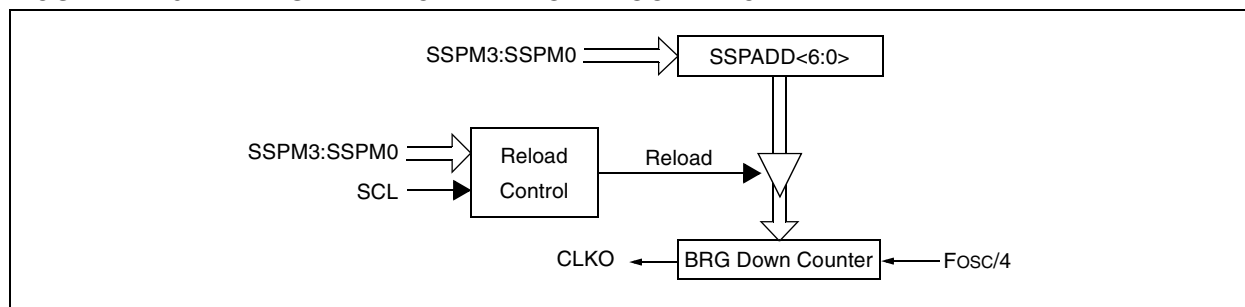 SSPM3:SSPM0
SSPADD<6:0>
SSPM3:SSPM0
SCL
Reload
Control
Reload
CLKO
BRG Down Counter
FOSC/4